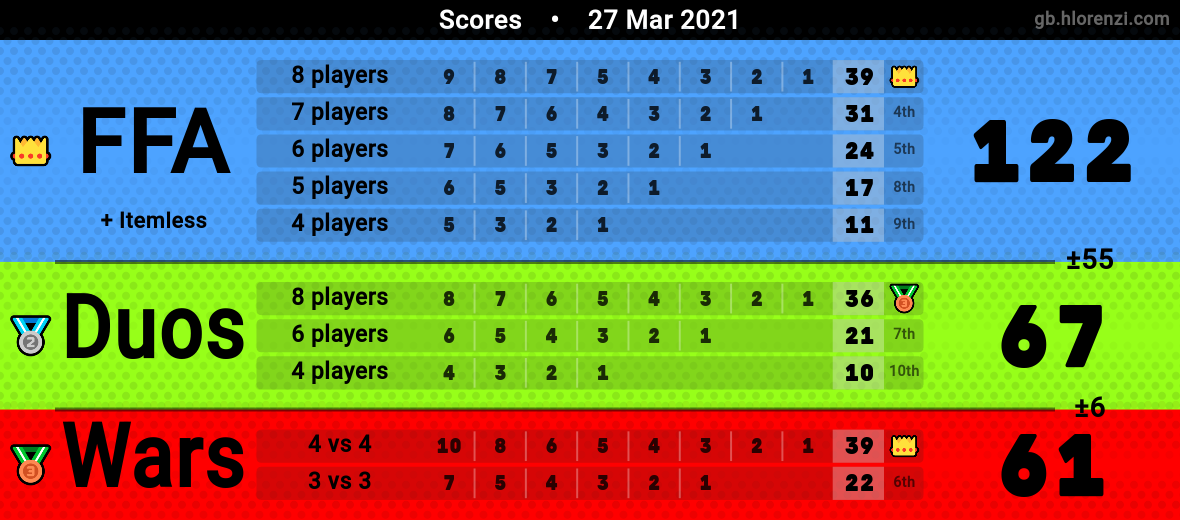 Scores • 27 Mar 2021
gb.hlorenzi.com
FFA
+ Itemless
8 players 9 8 7 5 4 3 2 1 39
7 players 8 7 6 4 3 2 1 31 4th
6 players 7 6 5 3 2 1 24 5th
5 players 6 5 3 2 1 17 8th
4 players 5 3 2 1 11 9th
122
±55
2 Duos
8 players 8 7 6 5 4 3 2 1 36 3
6 players 6 5 4 3 2 1 21 7th
4 players 4 3 2 1 10 10th
67
±6
3 Wars
4 vs 4 10 8 6 5 4 3 2 1 39
3 vs 3 7 5 4 3 2 1 22 6th
61